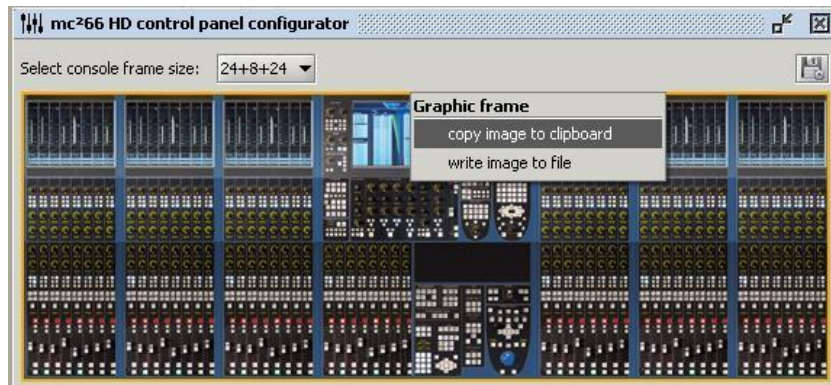 mc²66 HD control panel configurator
Select console frame size: 24+8+24
Graphic frame
copy image to clipboard
write image to file